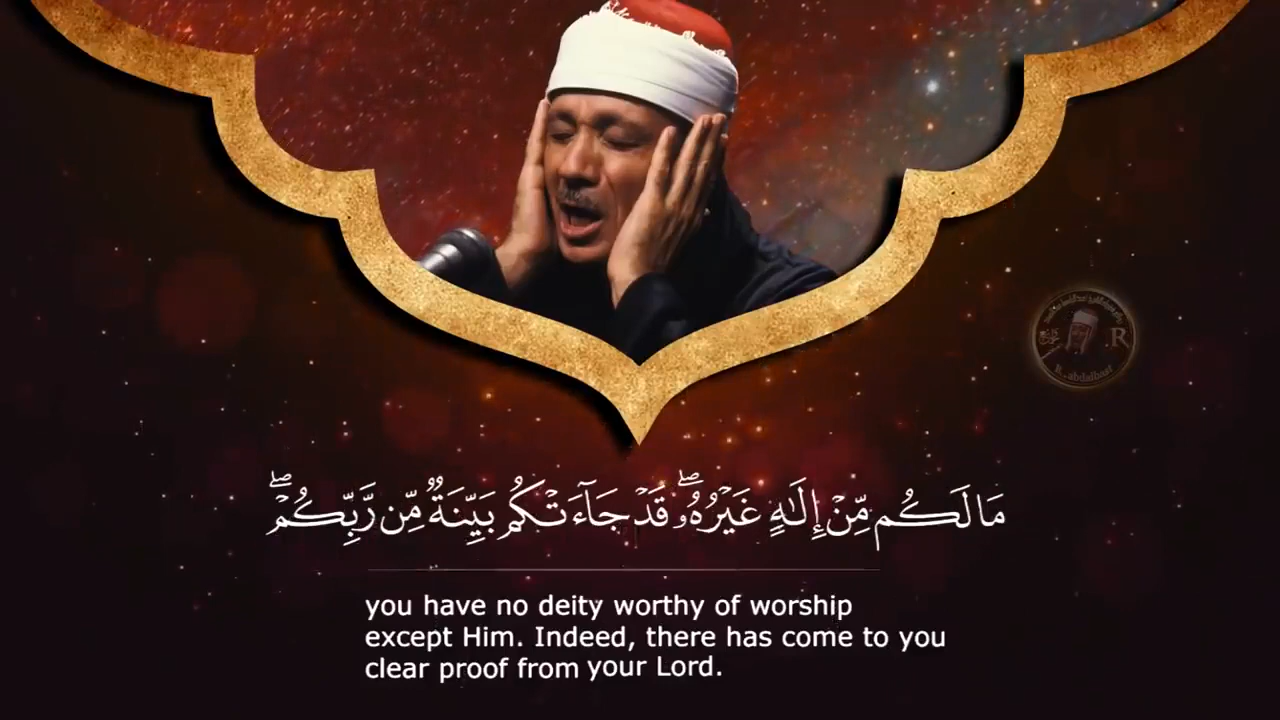 مَا لَكُم مِّنْ إِلَـٰهٍ غَيْرُهُۥ ۖ قَدْ جَآءَتْكُم بَيِّنَةٌ مِّن رَّبِّكُمْ ۖ
you have no deity worthy of worship
except Him. Indeed, there has come to you
clear proof from your Lord.
R
R_abdalbast